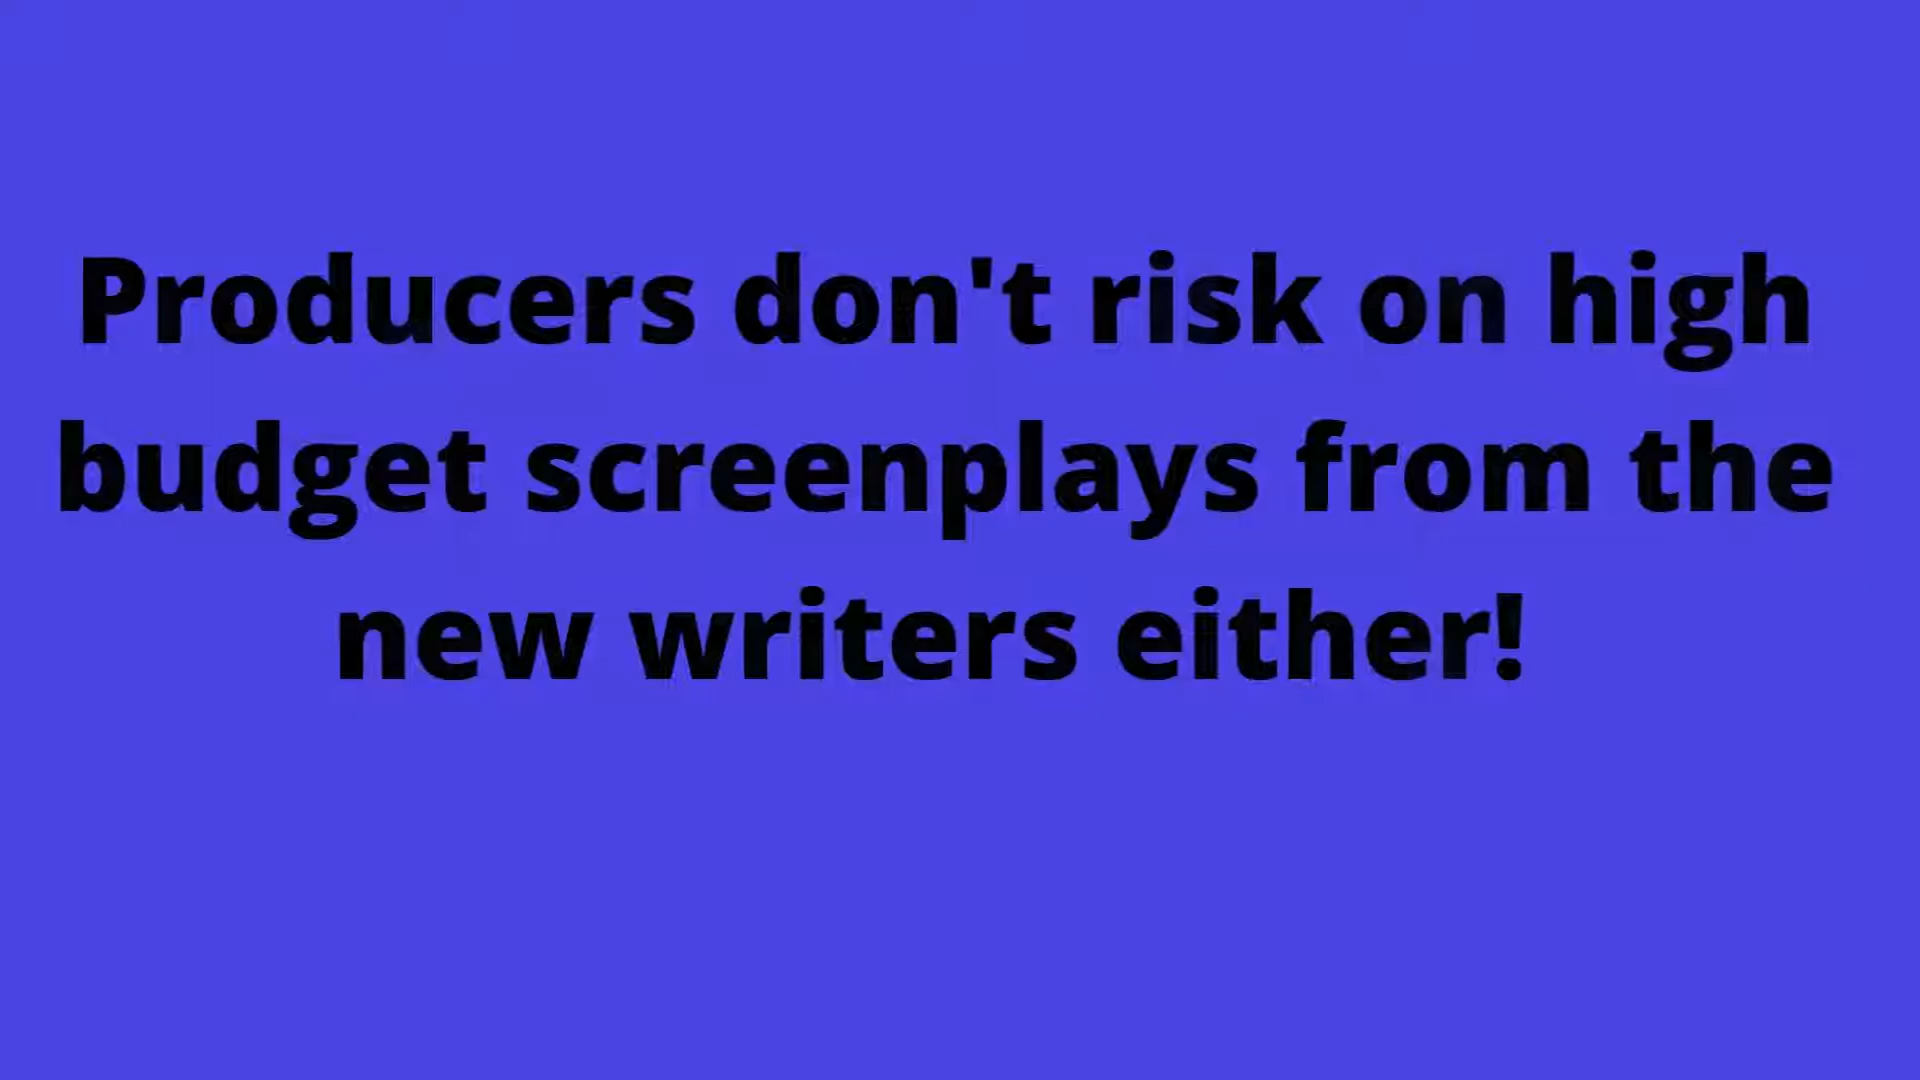 Producers don't risk on high
budget screenplays from the
new writers either!